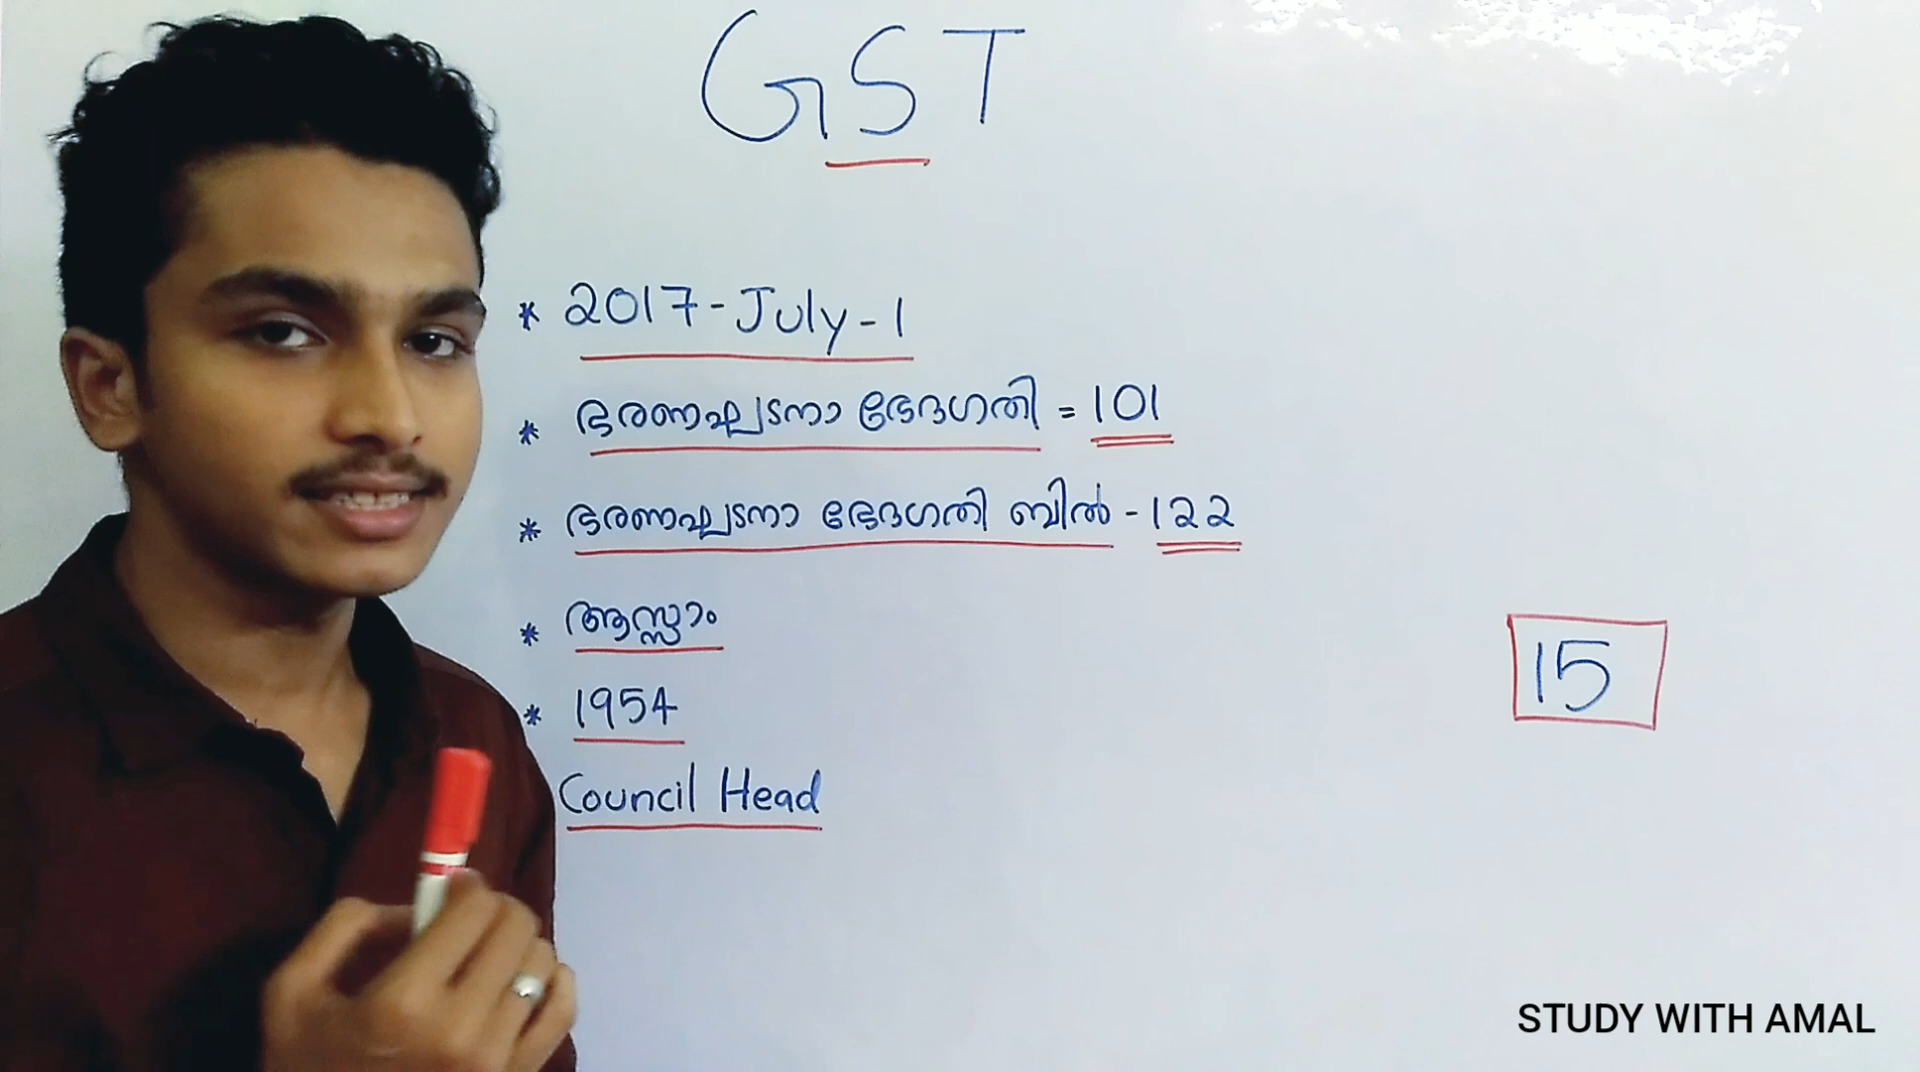 GST
* 2017-July-1
* ഭരണഘടനാ ഭേദഗതി = 101
* ഭരണഘടനാ ഭേദഗതി ബിൽ - 122
* ആസ്സാം
* 1954
Council Head
15
STUDY WITH AMAL